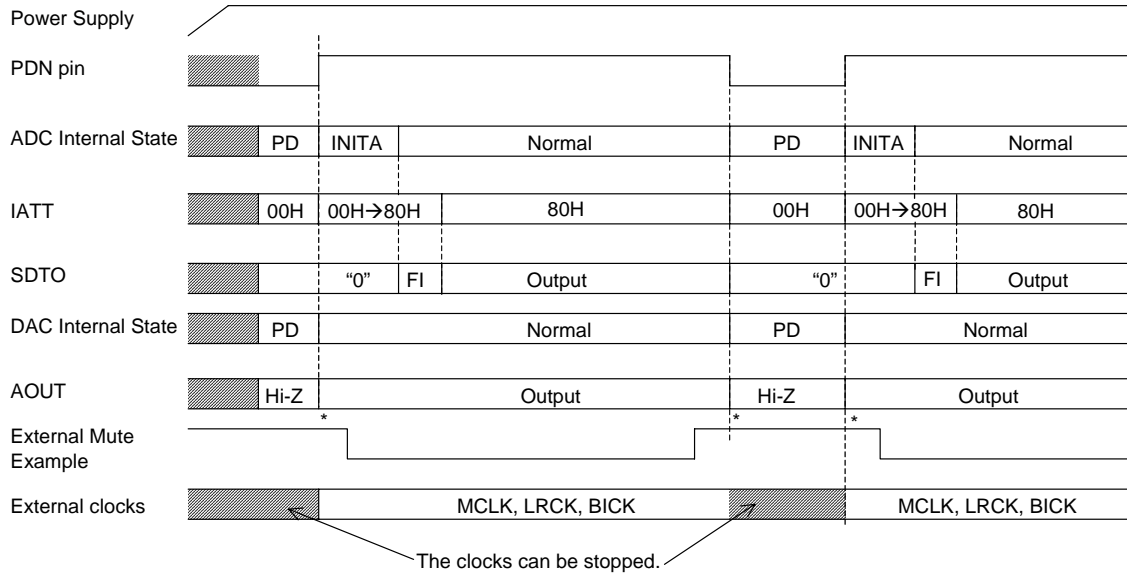 Power Supply
PDN pin
ADC Internal State PD INITA Normal PD INITA Normal
IATT 00H 00H→80H 80H 00H 00H→80H 80H
SDTO “0” FI Output “0” FI Output
DAC Internal State PD Normal PD Normal
AOUT Hi-Z Output Hi-Z Output
* * *
External Mute
Example
External clocks MCLK, LRCK, BICK MCLK, LRCK, BICK
The clocks can be stopped.